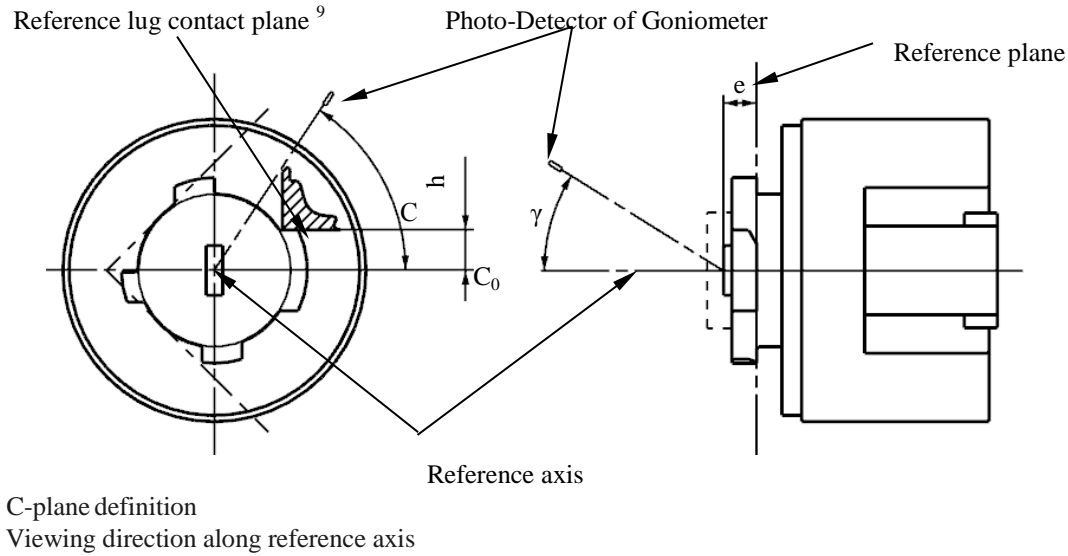 Reference lug contact plane 9
Photo-Detector of Goniometer
Reference plane
e
h
C
γ
C0
Reference axis
C-plane definition
Viewing direction along reference axis